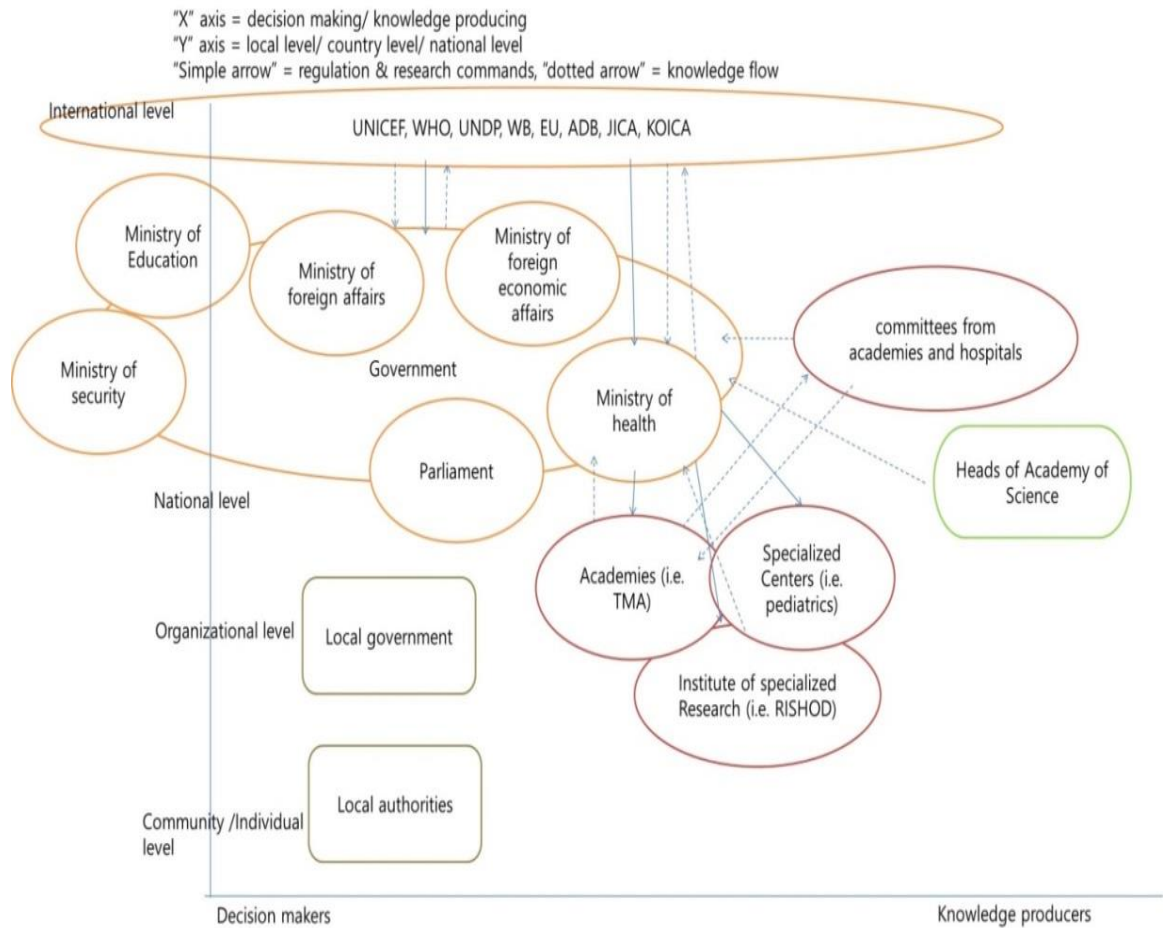 "X" axis = decision making/ knowledge producing
"Y" axis = local level/ country level/ national level
"Simple arrow" = regulation & research commands, "dotted arrow" = knowledge flow
International level
UNICEF, WHO, UNDP, WB, EU, ADB, JICA, KOICA
Ministry of
Education
Ministry of
foreign affairs
Ministry of
foreign
economic
affairs
committees from
academies and hospitals
Ministry of
security
Government
Ministry of
health
Parliament
Heads of Academy of
Science
National level
Academies (i.e.
TMA)
Specialized
Centers (i.e.
pediatrics)
Organizational level
Local government
Institute of specialized
Research (i.e. RISHOD)
Local authorities
Community /Individual
level
Decision makers
Knowledge producers